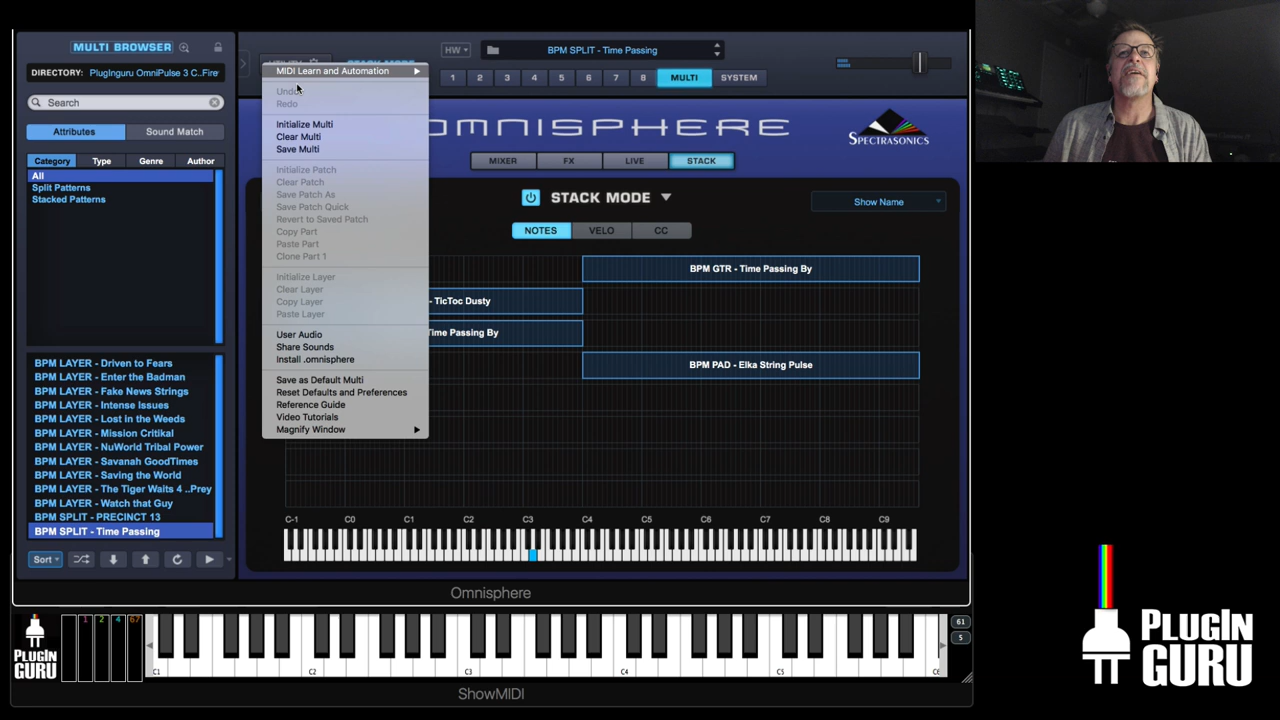 MULTI BROWSER
DIRECTORY: PlugInguru OmniPulse 3 C..Fire
Search
Attributes
Sound Match
Category
Type
Genre
Author
All
Split Patterns
Stacked Patterns
BPM LAYER - Driven to Fears
BPM LAYER - Enter the Badman
BPM LAYER - Fake News Strings
BPM LAYER - Intense Issues
BPM LAYER - Lost in the Weeds
BPM LAYER - Mission Critikal
BPM LAYER - NuWorld Tribal Power
BPM LAYER - Savanah GoodTimes
BPM LAYER - Saving the World
BPM LAYER - The Tiger Waits 4 ..Prey
BPM LAYER - Watch that Guy
BPM SPLIT - PRECINCT 13
BPM SPLIT - Time Passing
Sort
MIDI Learn and Automation
Undo
Redo
Initialize Multi
Clear Multi
Save Multi
Initialize Patch
Clear Patch
Save Patch As
Save Patch Quick
Revert to Saved Patch
Copy Part
Paste Part
Clone Part 1
Initialize Layer
Clear Layer
Copy Layer
Paste Layer
User Audio
Share Sounds
Install .omnisphere
Save as Default Multi
Reset Defaults and Preferences
Reference Guide
Video Tutorials
Magnify Window
HW
BPM SPLIT - Time Passing
1 2 3 4 5 6 7 8 MULTI SYSTEM
OMNISPHERE
SPECTRASONICS
MIXER
FX
LIVE
STACK
STACK MODE
Show Name
NOTES
VELO
CC
BPM GTR - Time Passing By
- TicToc Dusty
Time Passing By
BPM PAD - Elka String Pulse
C-1 C0 C1 C2 C3 C4 C5 C6 C7 C8 C9
Omnisphere
PLUGIN
GURU
1 2 4 67
C1 C2 C3 C4 C5 C6
61
5
ShowMIDI
PLUGIN
GURU